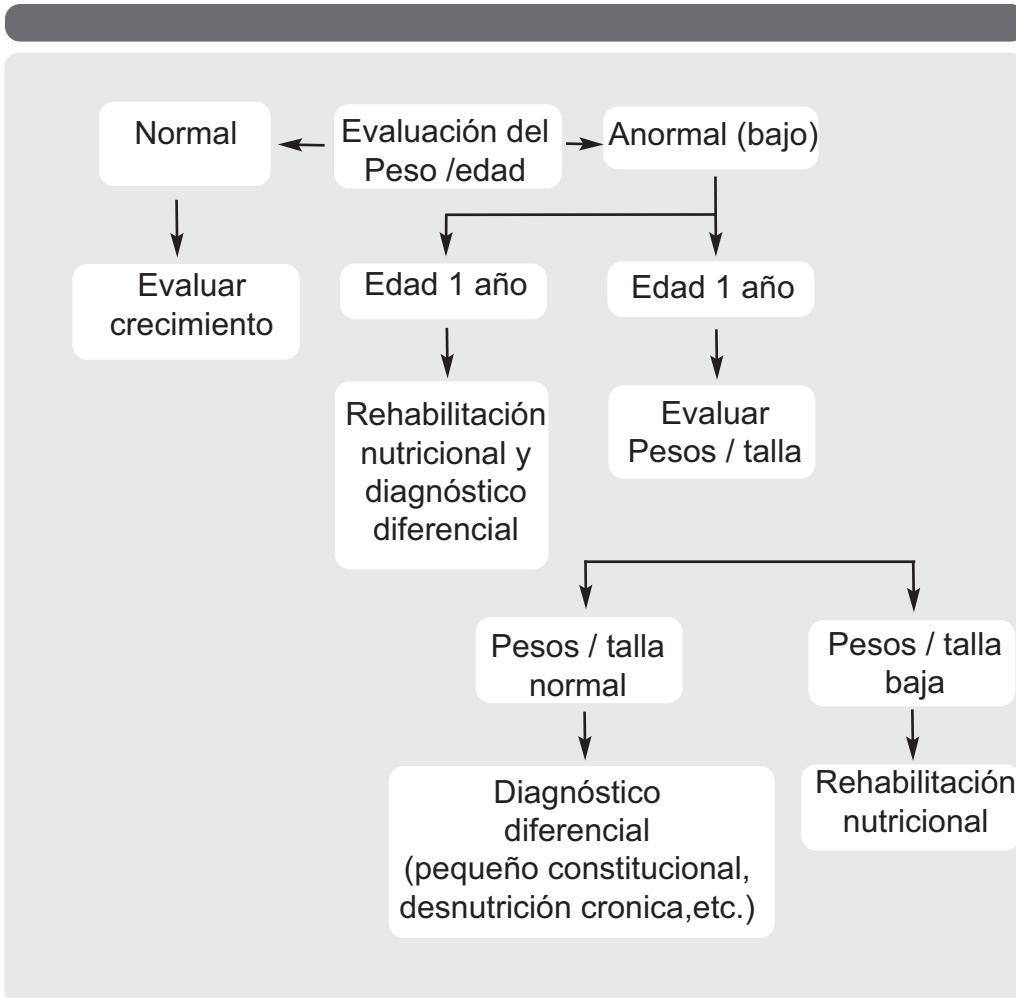 Normal
Evaluación del
Peso /edad
Anormal (bajo)
Evaluar
crecimiento
Edad 1 año
Edad 1 año
Rehabilitación
nutricional y
diagnóstico
diferencial
Evaluar
Pesos / talla
Pesos / talla
normal
Pesos / talla
baja
Diagnóstico
diferencial
(pequeño constitucional,
desnutrición cronica,etc.)
Rehabilitación
nutricional